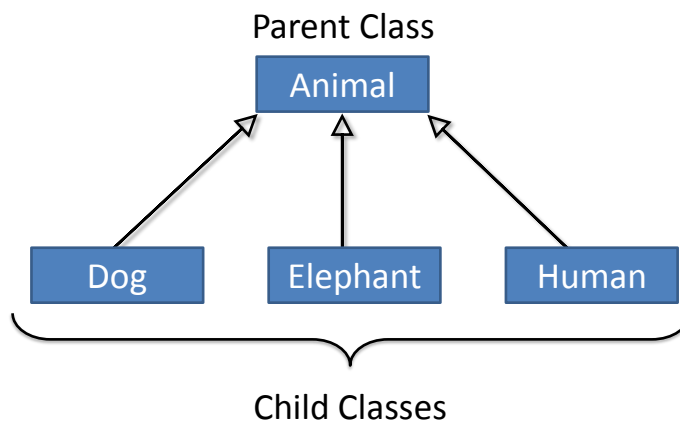 Parent Class
Animal
Dog
Elephant
Human
Child Classes